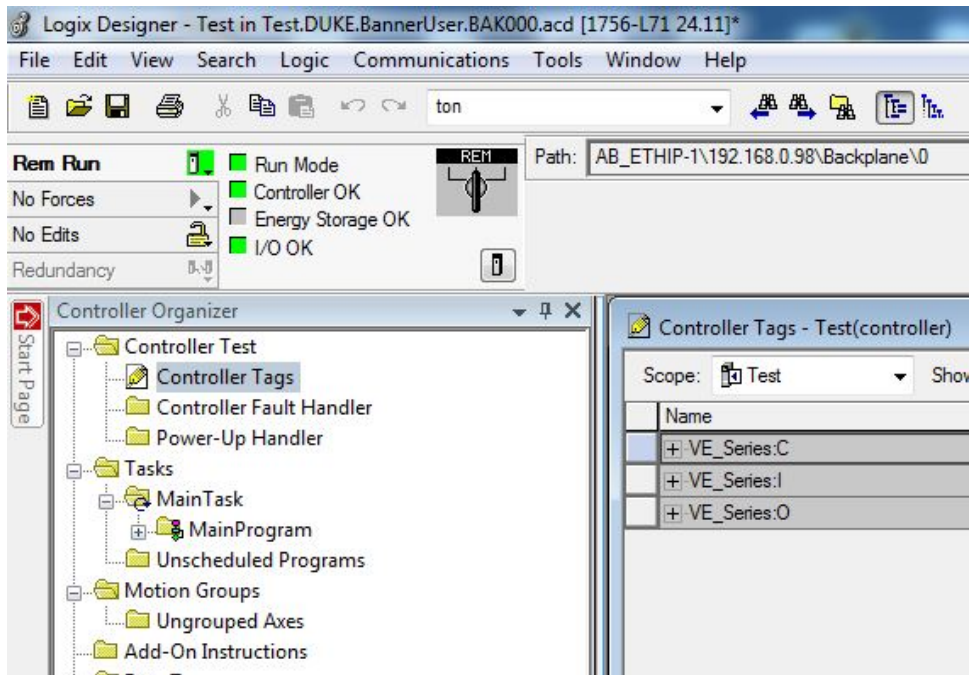 Logix Designer - Test in Test.DUKE.BannerUser.BAK000.acd [1756-L71 24.11]*
File Edit View Search Logic Communications Tools Window Help
ton
Rem Run
No Forces
No Edits
Redundancy
Run Mode
Controller OK
Energy Storage OK
I/O OK
REM
Path: AB_ETHIP-1\192.168.0.98\Backplane\0
Start Page
Controller Organizer
Controller Test
Controller Tags
Controller Fault Handler
Power-Up Handler
Tasks
MainTask
MainProgram
Unscheduled Programs
Motion Groups
Ungrouped Axes
Add-On Instructions
Controller Tags - Test(controller)
Scope: Test Show
Name
VE_Series:C
VE_Series:I
VE_Series:O